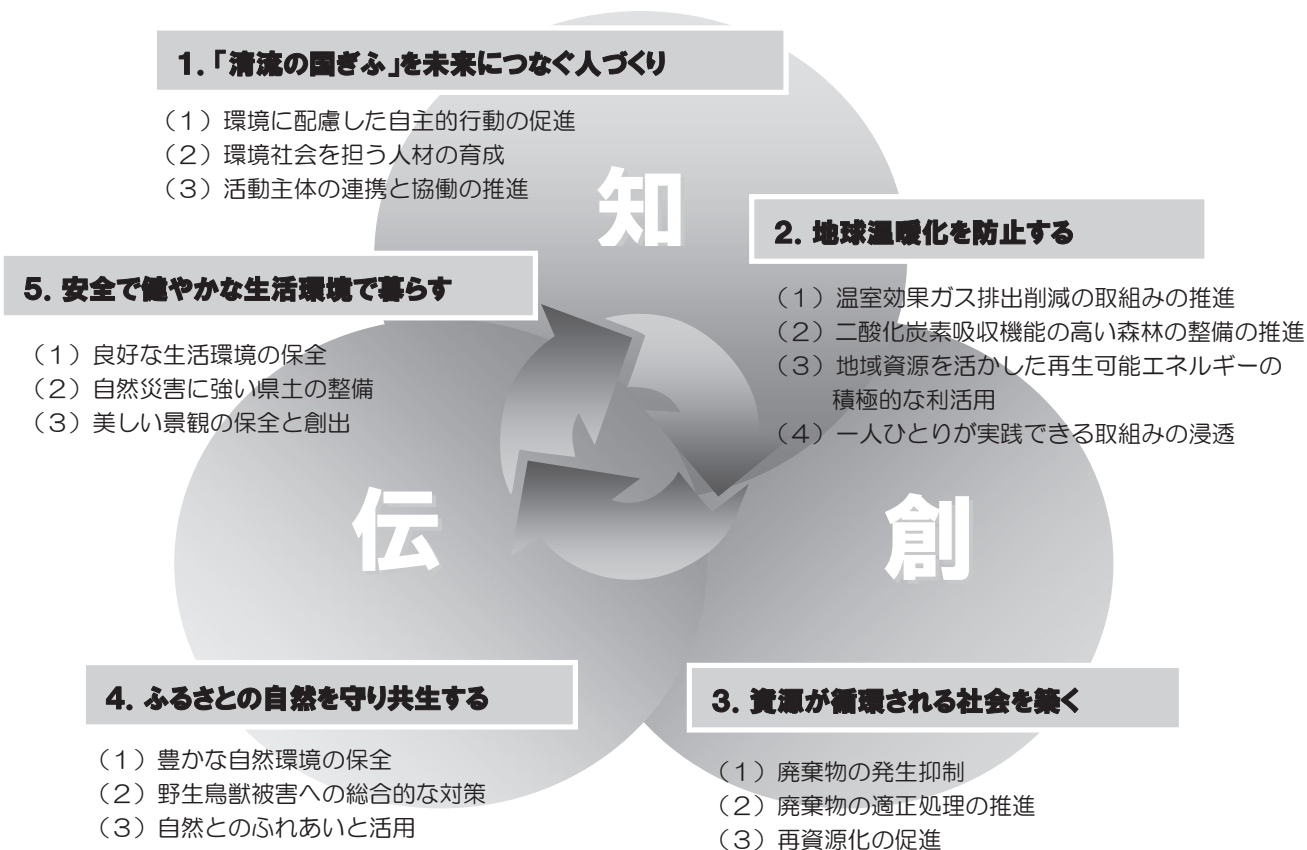 1.「清流の国ぎふ」を未来につなぐ人づくり
（1）環境に配慮した自主的行動の促進
（2）環境社会を担う人材の育成
（3）活動主体の連携と協働の推進
知
2. 地球温暖化を防止する
（1）温室効果ガス排出削減の取組みの推進
（2）二酸化炭素吸収機能の高い森林の整備の推進
（3）地域資源を活かした再生可能エネルギーの
積極的な利活用
（4）一人ひとりが実践できる取組みの浸透
創
3. 資源が循環される社会を築く
（1）廃棄物の発生抑制
（2）廃棄物の適正処理の推進
（3）再資源化の促進
4. ふるさとの自然を守り共生する
（1）豊かな自然環境の保全
（2）野生鳥獣被害への総合的な対策
（3）自然とのふれあいと活用
伝
5. 安全で健やかな生活環境で暮らす
（1）良好な生活環境の保全
（2）自然災害に強い県土の整備
（3）美しい景観の保全と創出